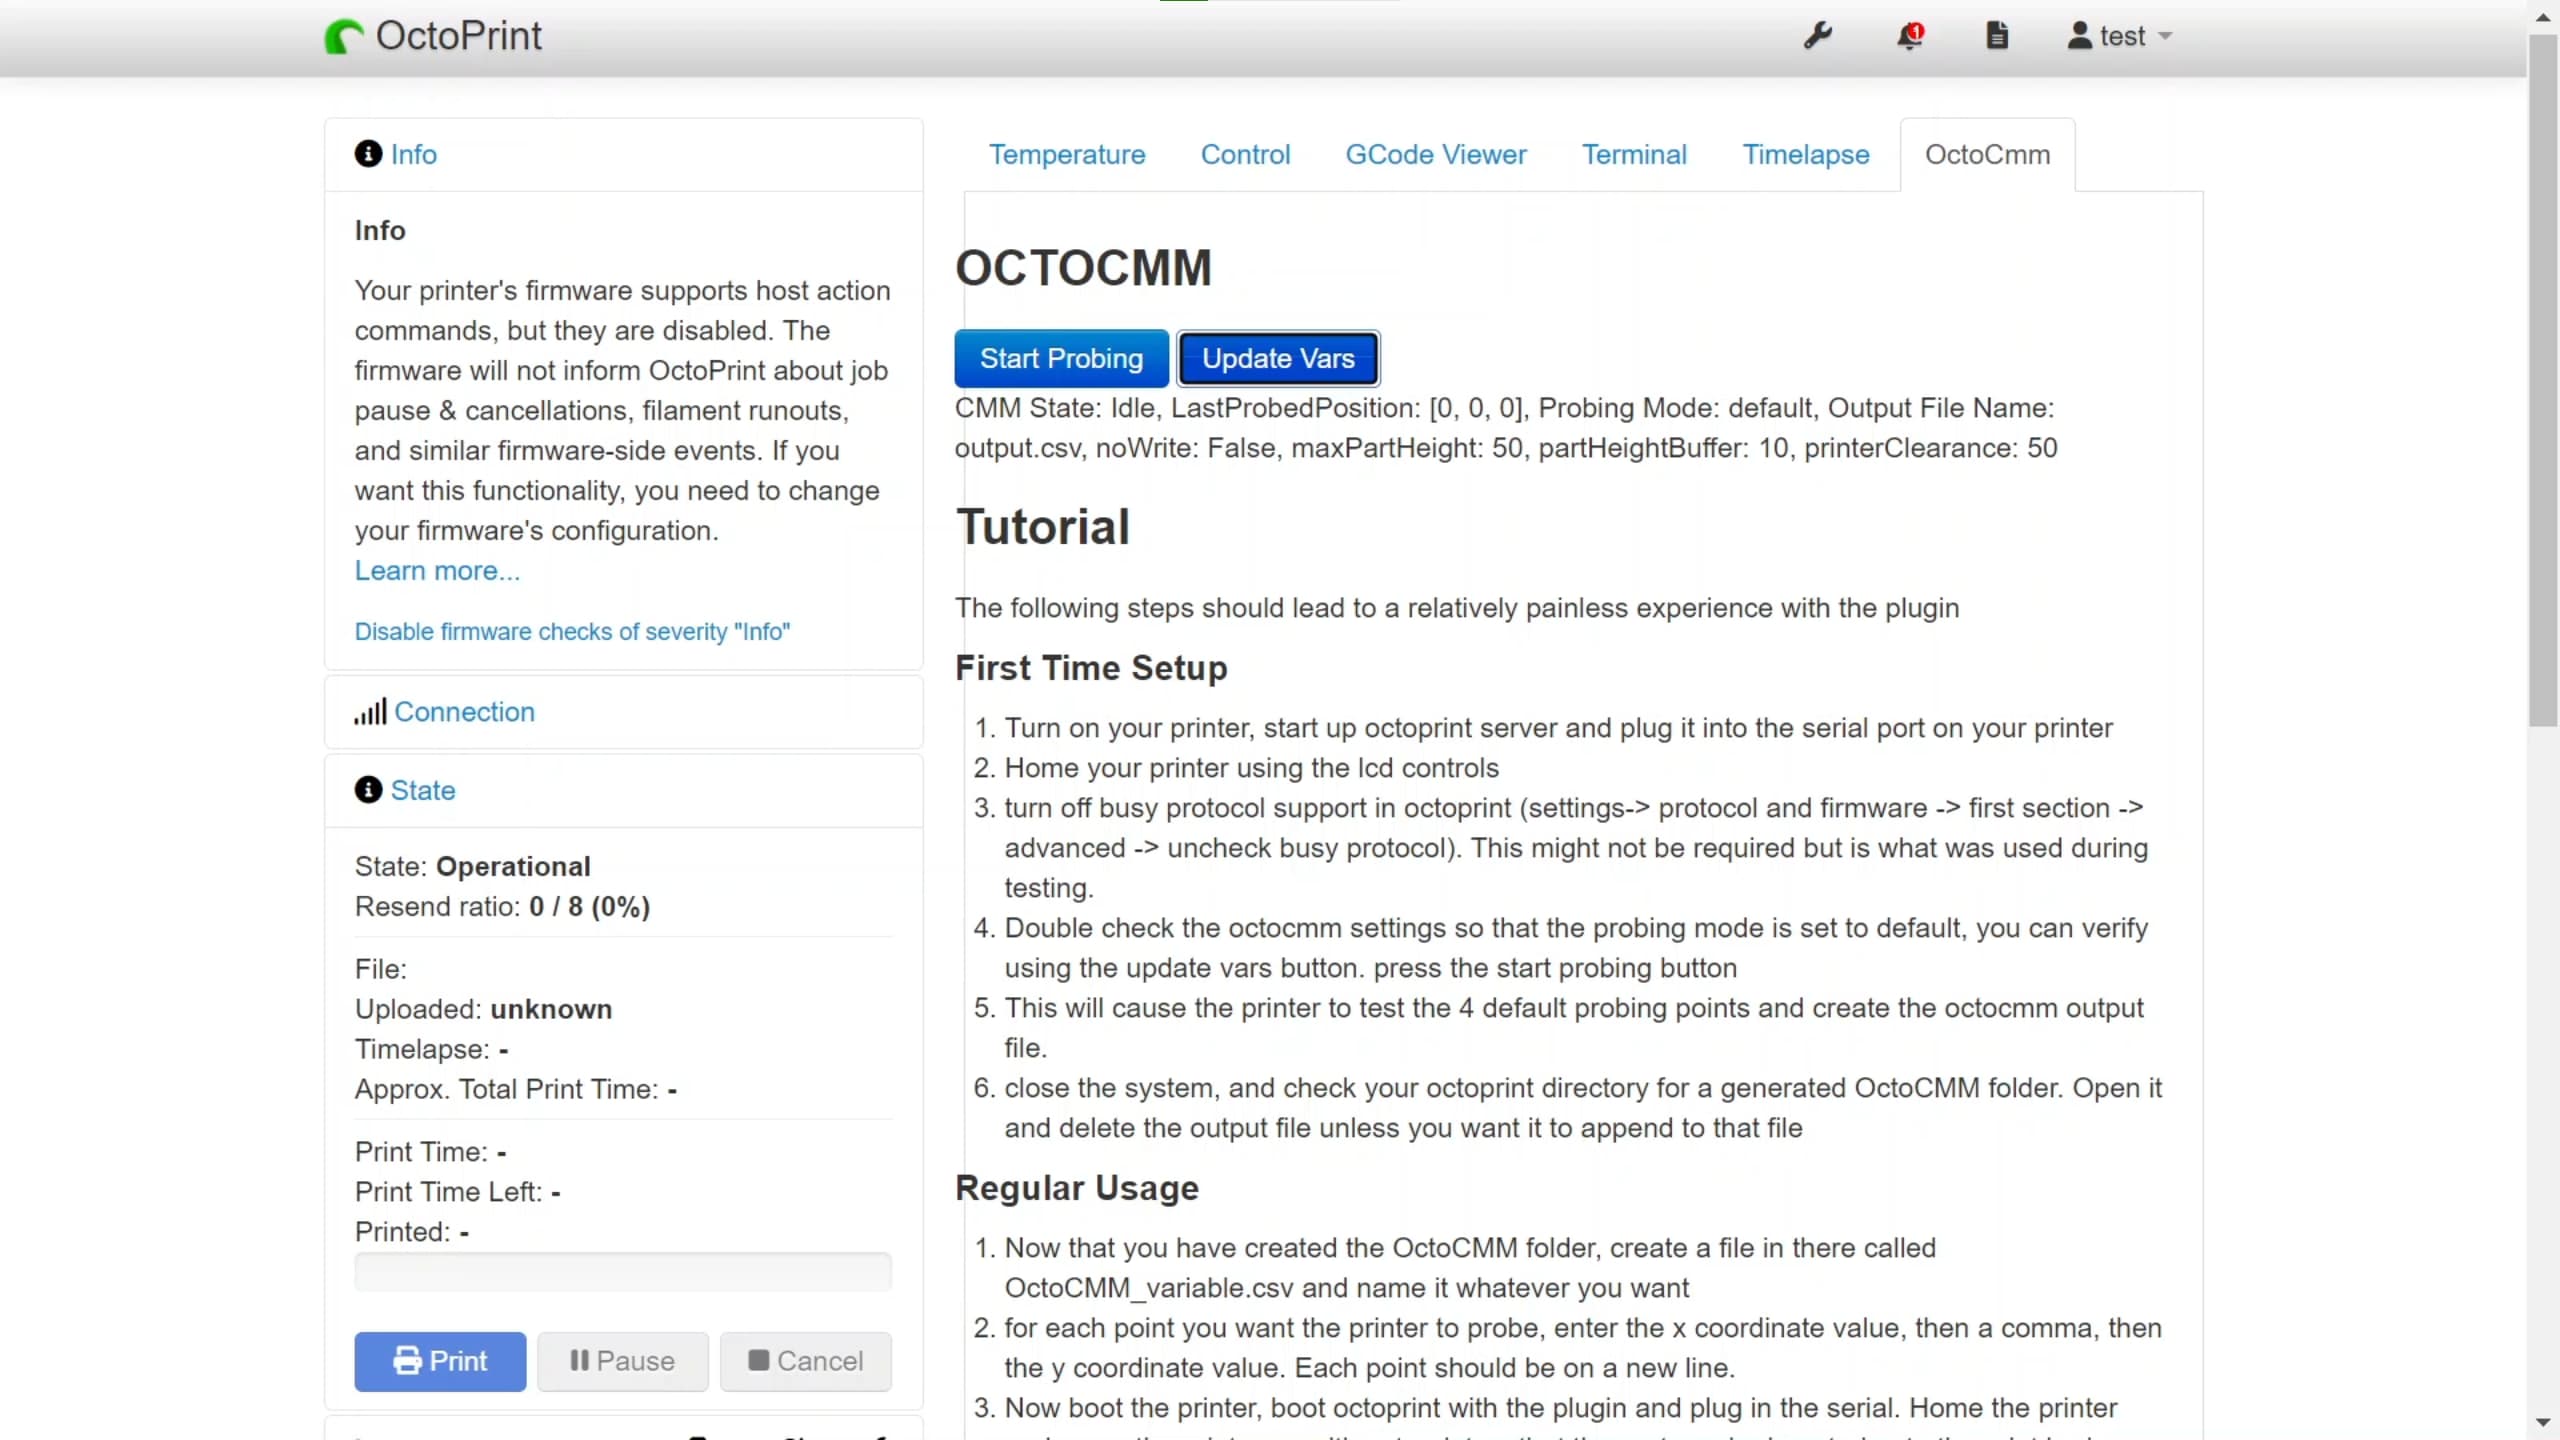 OctoPrint
1
test
Info
Temperature
Control
GCode Viewer
Terminal
Timelapse
OctoCmm
Info
Your printer's firmware supports host action
commands, but they are disabled. The
firmware will not inform OctoPrint about job
pause & cancellations, filament runouts,
and similar firmware-side events. If you
want this functionality, you need to change
your firmware's configuration.
Learn more...
Disable firmware checks of severity "Info"
Connection
State
State: Operational
Resend ratio: 0 / 8 (0%)
File:
Uploaded: unknown
Timelapse: -
Approx. Total Print Time: -
Print Time: -
Print Time Left: -
Printed: -
Print
Pause
Cancel
OCTOCMM
Start Probing
Update Vars
CMM State: Idle, LastProbedPosition: [0, 0, 0], Probing Mode: default, Output File Name:
output.csv, noWrite: False, maxPartHeight: 50, partHeightBuffer: 10, printerClearance: 50
Tutorial
The following steps should lead to a relatively painless experience with the plugin
First Time Setup
1. Turn on your printer, start up octoprint server and plug it into the serial port on your printer
2. Home your printer using the lcd controls
3. turn off busy protocol support in octoprint (settings-> protocol and firmware -> first section ->
advanced -> uncheck busy protocol). This might not be required but is what was used during
testing.
4. Double check the octocmm settings so that the probing mode is set to default, you can verify
using the update vars button. press the start probing button
5. This will cause the printer to test the 4 default probing points and create the octocmm output
file.
6. close the system, and check your octoprint directory for a generated OctoCMM folder. Open it
and delete the output file unless you want it to append to that file
Regular Usage
1. Now that you have created the OctoCMM folder, create a file in there called
OctoCMM_variable.csv and name it whatever you want
2. for each point you want the printer to probe, enter the x coordinate value, then a comma, then
the y coordinate value. Each point should be on a new line.
3. Now boot the printer, boot octoprint with the plugin and plug in the serial. Home the printer